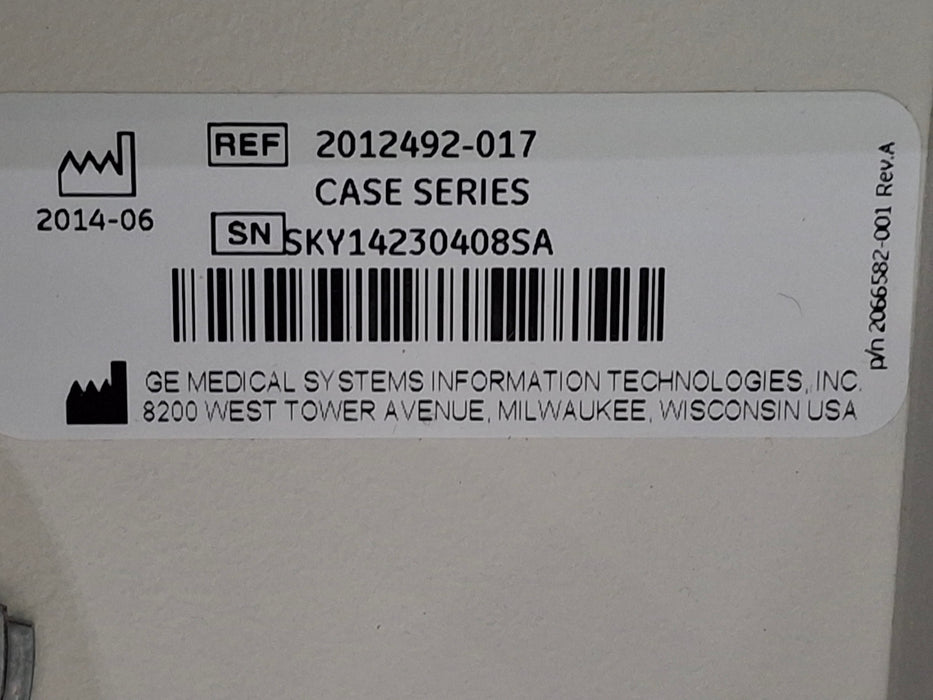 REF 2012492-017
CASE SERIES
2014-06
SN SKY14230408SA
GE MEDICAL SYSTEMS INFORMATION TECHNOLOGIES, INC.
8200 WEST TOWER AVENUE, MILWAUKEE, WISCONSIN USA
p/n 2066582-001 Rev.A